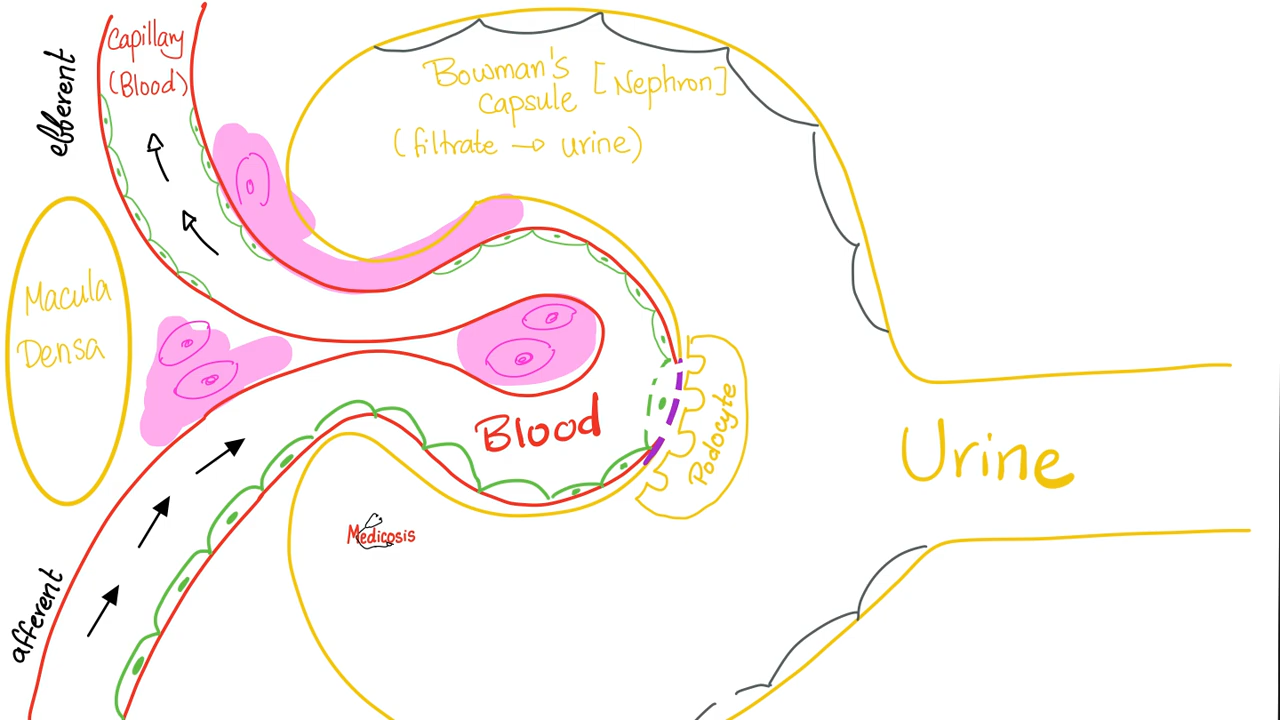 efferent
Capillary
(Blood)
Bowman's
capsule [Nephron]
(filtrate → urine)
Macula
Densa
Blood
Podocyte
Urine
Medicosis
afferent